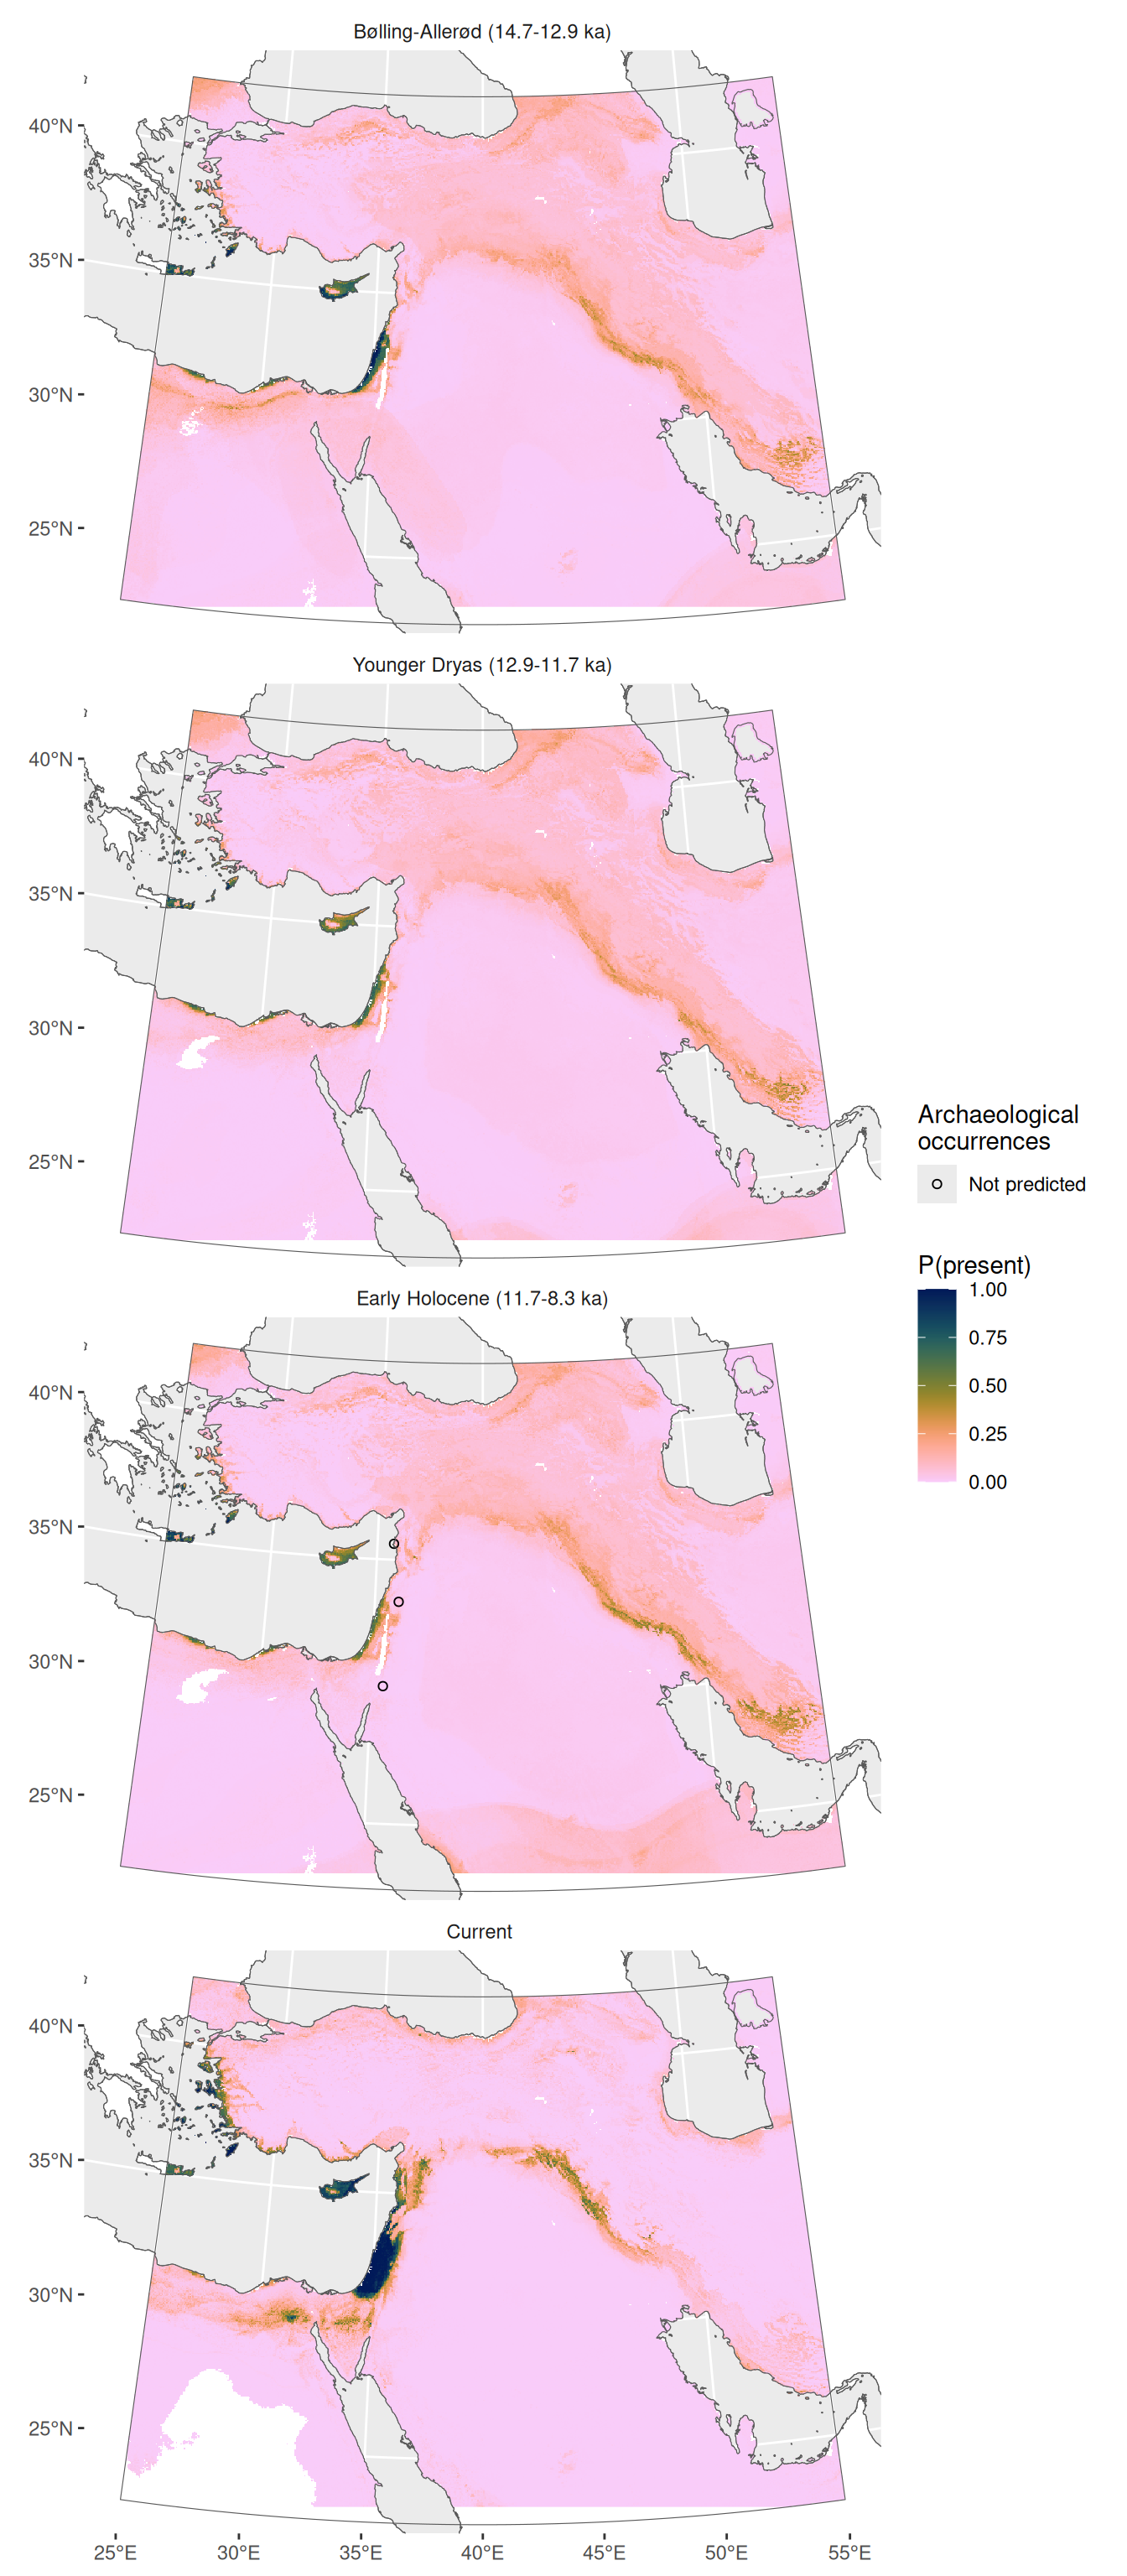 Bølling-Allerød (14.7-12.9 ka)
40°N
35°N
30°N
25°N
Younger Dryas (12.9-11.7 ka)
40°N
35°N
30°N
25°N
Early Holocene (11.7-8.3 ka)
40°N
35°N
30°N
25°N
Current
40°N
35°N
30°N
25°N
25°E 30°E 35°E 40°E 45°E 50°E 55°E
Archaeological
occurrences
Not predicted
P(present)
1.00
0.75
0.50
0.25
0.00